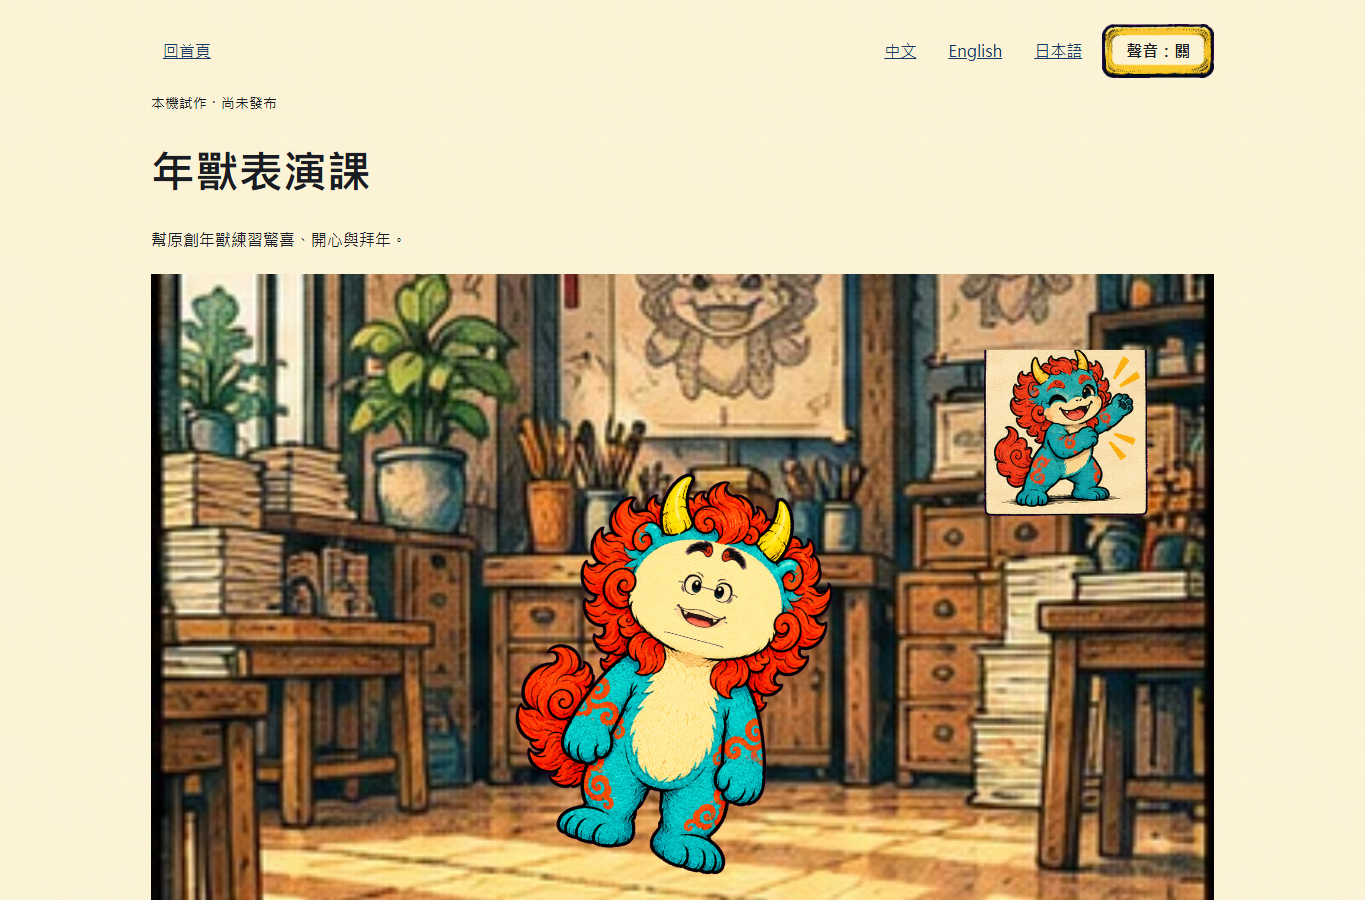 回首頁
中文 English 日本語 聲音：關
本機試作・尚未發布
年獸表演課
幫原創年獸練習驚喜、開心與拜年。